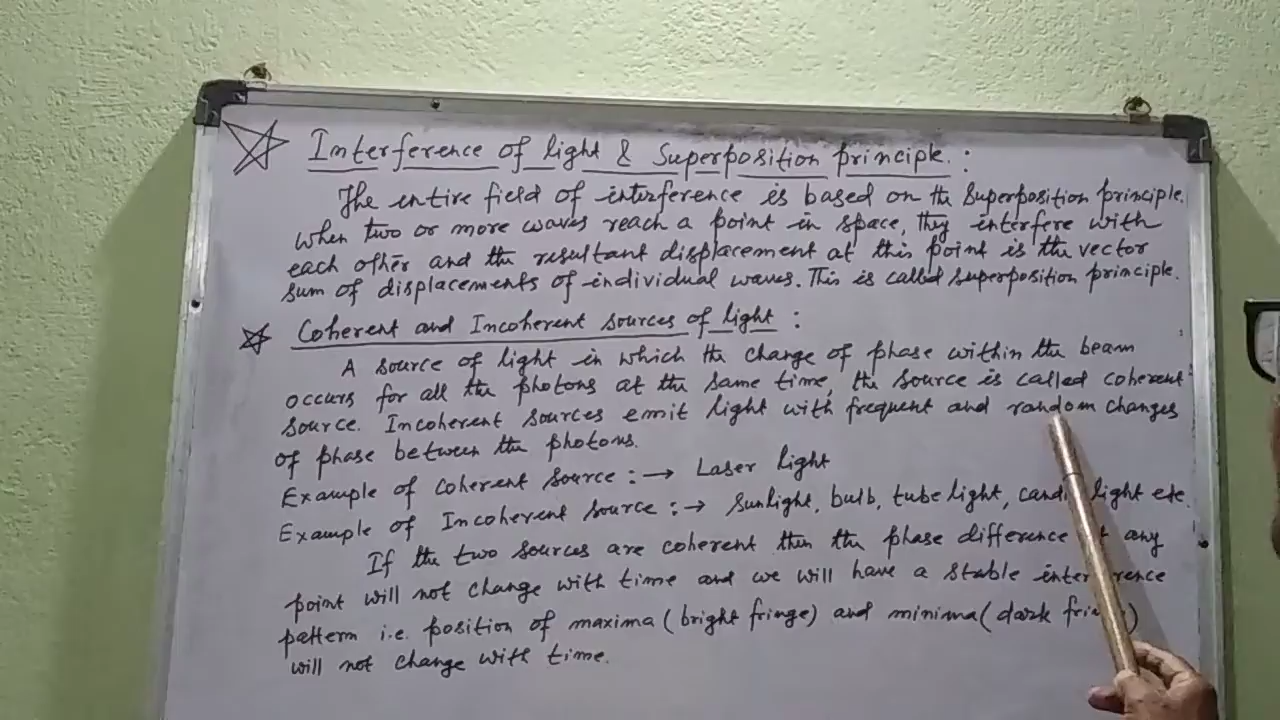 Interference of light & Superposition principle. :
The entire field of interference is based on the Superposition principle.
When two or more waves reach a point in space, they interfere with
each other and the resultant displacement at this point is the vector
sum of displacements of individual waves. This is called superposition principle.
Coherent and Incoherent sources of light :
A source of light in which the change of phase within the beam
occurs for all the photons at the same time, the source is called coherent
source. Incoherent sources emit light with frequent and random changes
of phase between the photons.
Example of coherent source : → Laser light
Example of Incoherent source : → Sunlight, bulb, tube light, light etc.
If the two sources are coherent then the phase difference any
point will not change with time and we will have a stable
pattern i.e. position of maxima (bright fringe) and minima (dark
will not change with time.